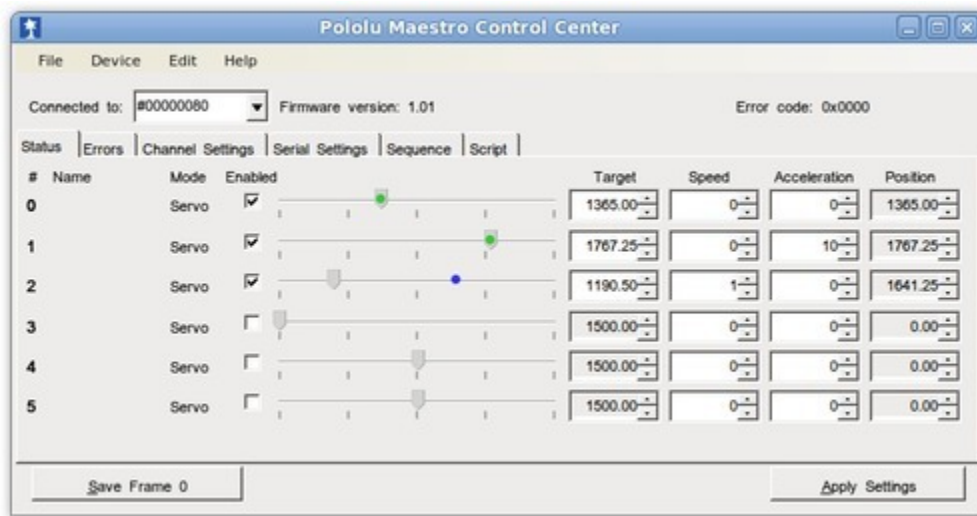 Pololu Maestro Control Center
File Device Edit Help
Connected to: #00000080 Firmware version: 1.01 Error code: 0x0000
Status Errors Channel Settings Serial Settings Sequence Script
# Name Mode Enabled Target Speed Acceleration Position
0 Servo 1365.00 0 0 1365.00
1 Servo 1767.25 0 10 1767.25
2 Servo 1190.50 1 0 1641.25
3 Servo 1500.00 0 0 0.00
4 Servo 1500.00 0 0 0.00
5 Servo 1500.00 0 0 0.00
Save Frame 0 Apply Settings